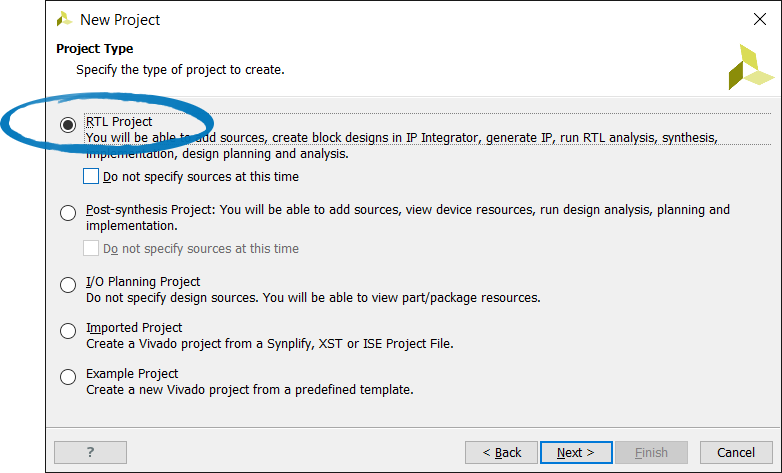 New Project
Project Type
Specify the type of project to create.
RTL Project
You will be able to add sources, create block designs in IP Integrator, generate IP, run RTL analysis, synthesis,
implementation, design planning and analysis.
Do not specify sources at this time
Post-synthesis Project: You will be able to add sources, view device resources, run design analysis, planning and
implementation.
Do not specify sources at this time
I/O Planning Project
Do not specify design sources. You will be able to view part/package resources.
Imported Project
Create a Vivado project from a Synplify, XST or ISE Project File.
Example Project
Create a new Vivado project from a predefined template.
? < Back Next > Finish Cancel